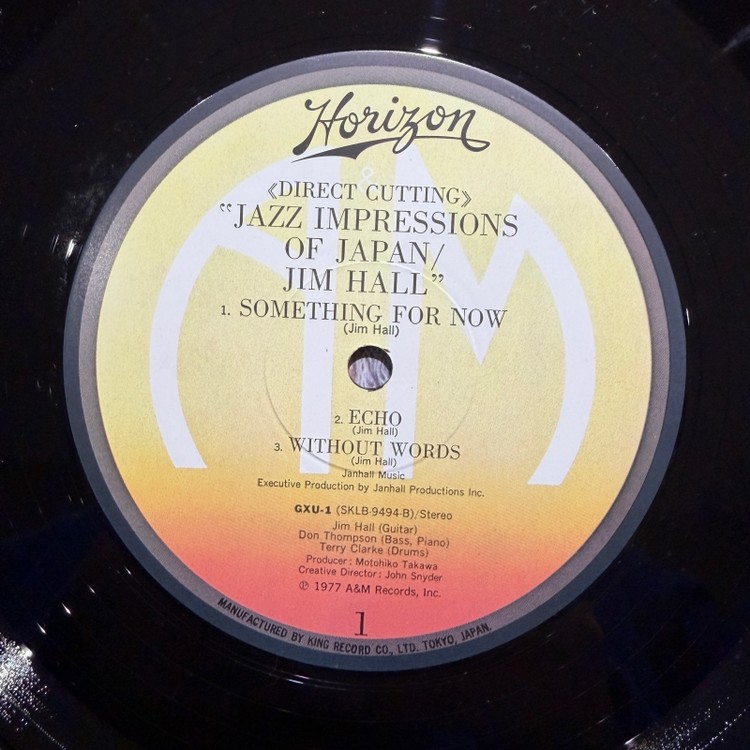 Horizon
&
《DIRECT CUTTING》
“JAZZ IMPRESSIONS
OF JAPAN/
JIM HALL”
1. SOMETHING FOR NOW
(Jim Hall)
2. ECHO
(Jim Hall)
3. WITHOUT WORDS
(Jim Hall)
Janhall Music
Executive Production by Janhall Productions Inc.
GXU-1 (SKLB-9494-B)/Stereo
Jim Hall (Guitar)
Don Thompson (Bass, Piano)
Terry Clarke (Drums)
Producer : Motohiko Takawa
Creative Director : John Snyder
℗ 1977 A&M Records, Inc.
1
MANUFACTURED BY KING RECORD CO., LTD. TOKYO, JAPAN.